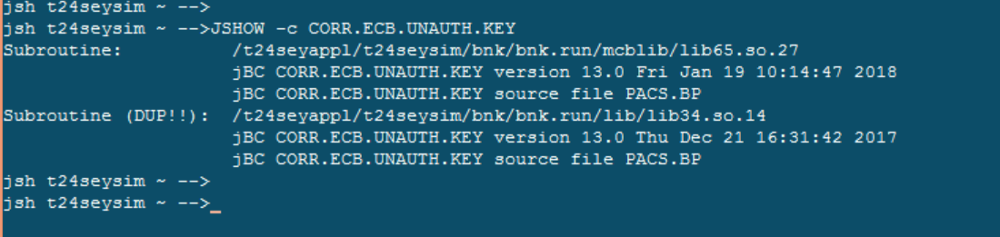 jsh t24seysim ~ -->
jsh t24seysim ~ -->JSHOW -c CORR.ECB.UNAUTH.KEY
Subroutine: /t24seyappl/t24seysim/bnk/bnk.run/mcblib/lib65.so.27
jBC CORR.ECB.UNAUTH.KEY version 13.0 Fri Jan 19 10:14:47 2018
jBC CORR.ECB.UNAUTH.KEY source file PACS.BP
Subroutine (DUP!!): /t24seyappl/t24seysim/bnk/bnk.run/lib/lib34.so.14
jBC CORR.ECB.UNAUTH.KEY version 13.0 Thu Dec 21 16:31:42 2017
jBC CORR.ECB.UNAUTH.KEY source file PACS.BP
jsh t24seysim ~ -->
jsh t24seysim ~ -->_